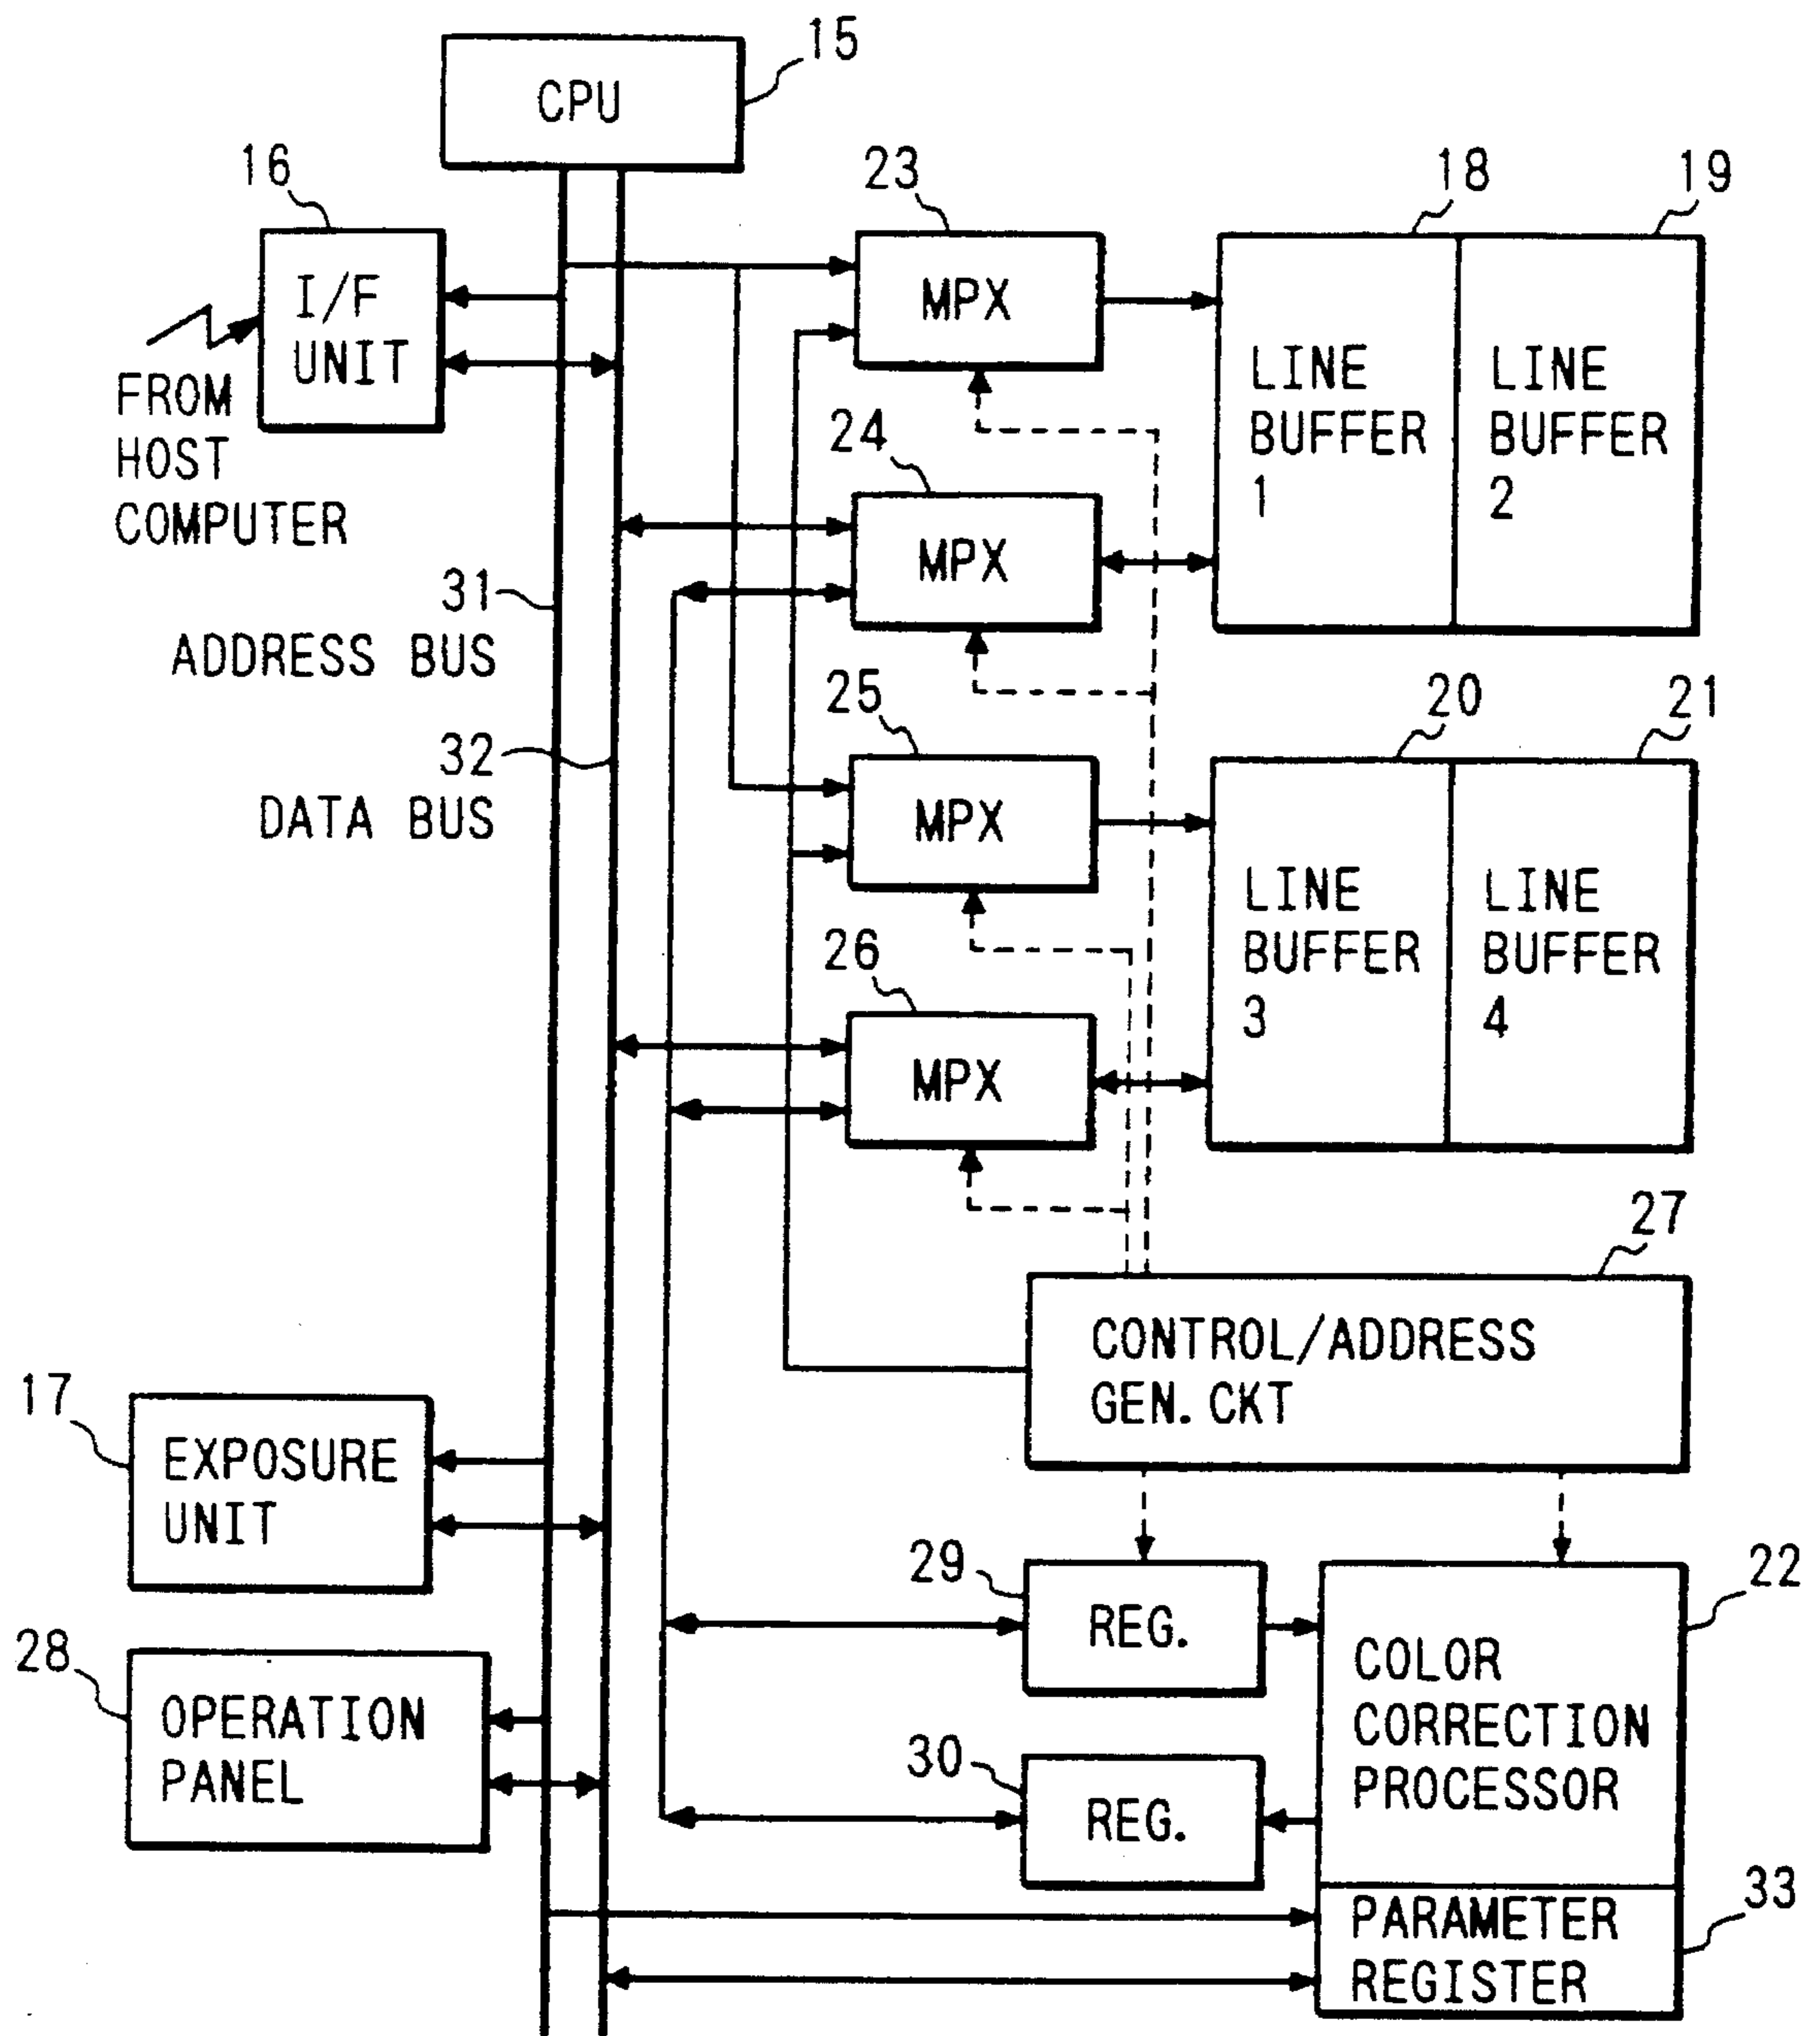 15
CPU
16
I/F
UNIT
FROM
HOST
COMPUTER
23
MPX
18
19
LINE
BUFFER
1
LINE
BUFFER
2
24
MPX
31
ADDRESS BUS
32
DATA BUS
25
MPX
20
21
LINE
BUFFER
3
LINE
BUFFER
4
26
MPX
27
CONTROL/ADDRESS
GEN. CKT
17
EXPOSURE
UNIT
28
OPERATION
PANEL
29
REG.
22
COLOR
CORRECTION
PROCESSOR
30
REG.
33
PARAMETER
REGISTER